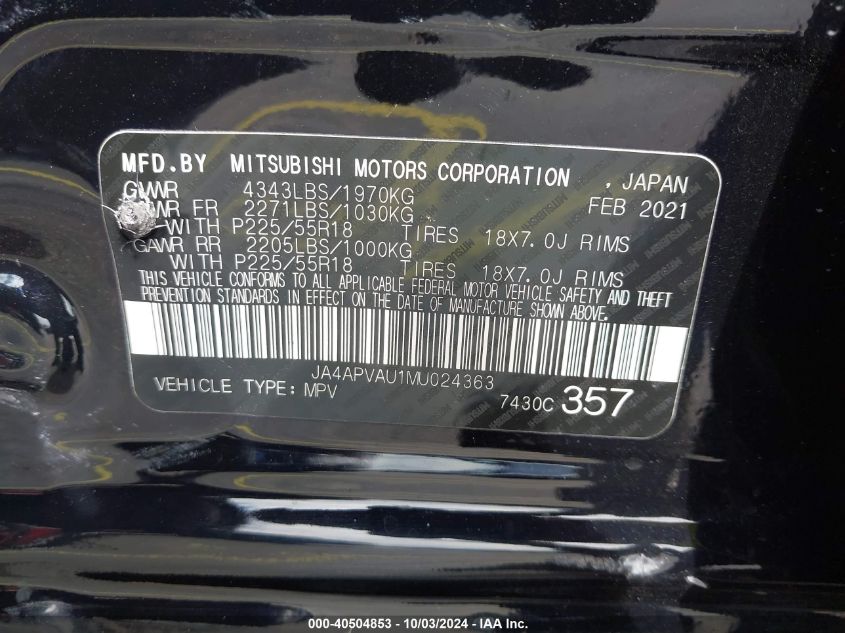 MFD.BY MITSUBISHI MOTORS CORPORATION , JAPAN
GVWR 4343LBS/1970KG FEB 2021
GAWR FR 2271LBS/1030KG
WITH P225/55R18 TIRES 18X7.0J RIMS
GAWR RR 2205LBS/1000KG
WITH P225/55R18 TIRES 18X7.0J RIMS
THIS VEHICLE CONFORMS TO ALL APPLICABLE FEDERAL MOTOR VEHICLE SAFETY AND THEFT
PREVENTION STANDARDS IN EFFECT ON THE DATE OF MANUFACTURE SHOWN ABOVE.
JA4APVAU1MU024363
VEHICLE TYPE: MPV 7430C 357
000-40504853 - 10/03/2024 - IAA Inc.